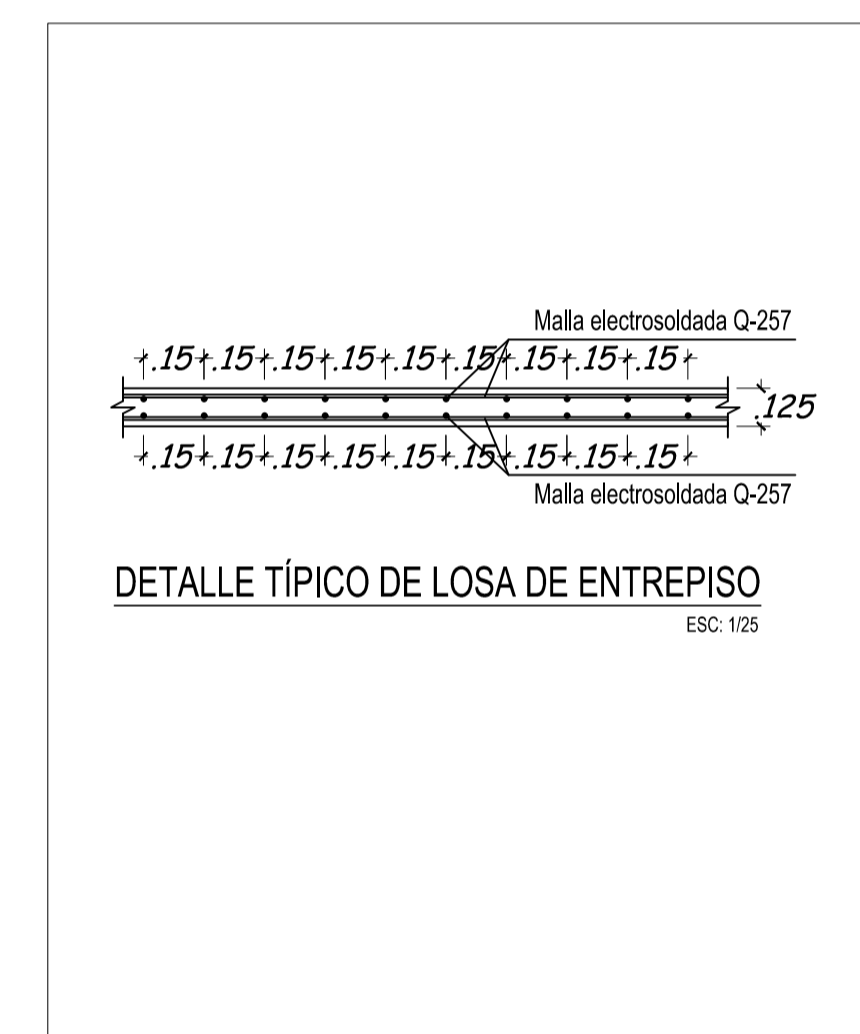 Malla electrosoldada Q-257
.15 .15 .15 .15 .15 .15 .15 .15 .15
.125
.15 .15 .15 .15 .15 .15 .15 .15 .15
Malla electrosoldada Q-257
DETALLE TÍPICO DE LOSA DE ENTREPISO
ESC: 1/25